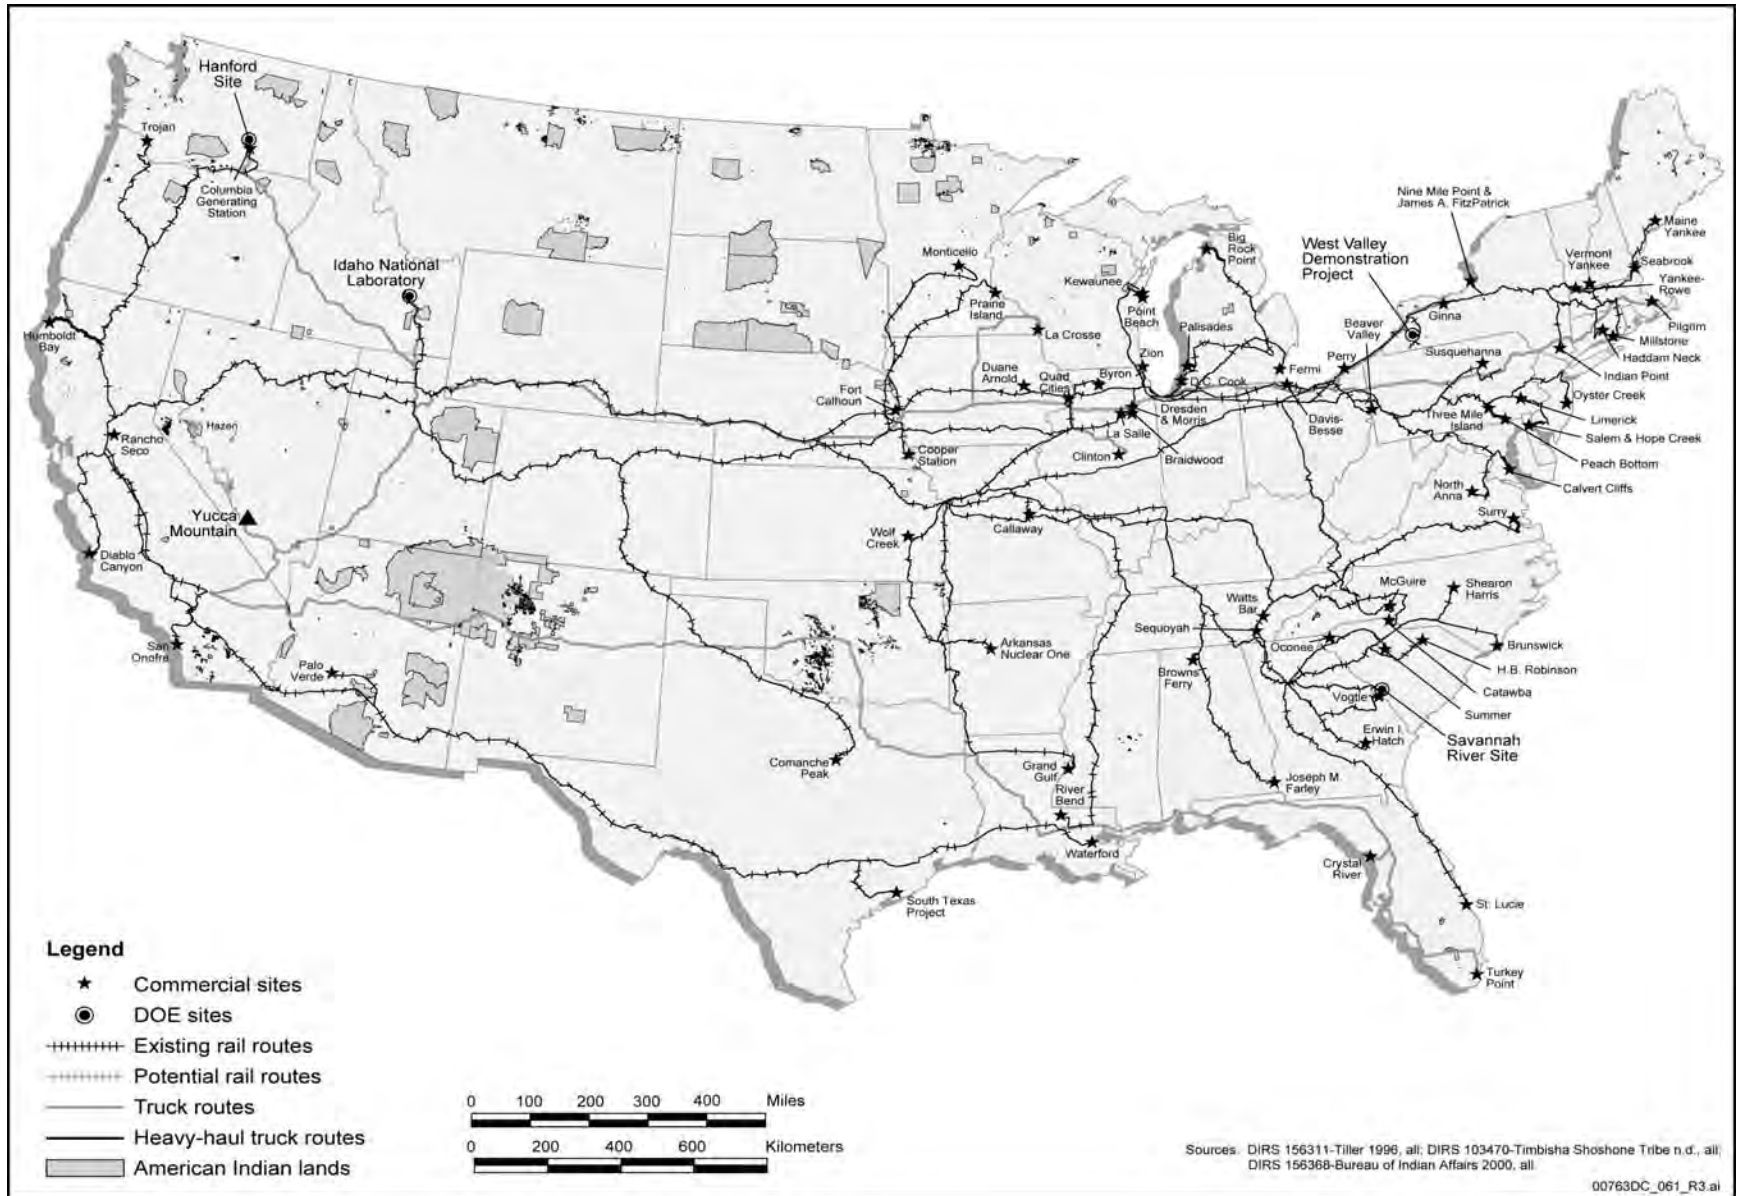 Hanford
Site
Trojan
Columbia
Generating
Station
Idaho National
Laboratory
Humboldt
Bay
Hazen
Rancho
Seco
Yucca
Mountain
Diablo
Canyon
San
Onofre
Palo
Verde
Monticello
Praine
Island
La Crosse
Kewaunee
Point
Beach
Big
Rock
Point
Palisades
Zion
Duane
Arnold
Quad
Cities
Byron
D.C. Cook
Fermi
Perry
Beaver
Valley
Fort
Calhoun
Cooper
Station
La Salle
Dresden
& Morris
Clinton
Braidwood
Davis-
Besse
Wolf
Creek
Callaway
Arkansas
Nuclear One
Comanche
Peak
Grand
Gulf
River
Bend
Waterford
South Texas
Project
Nine Mile Point &
James A. FitzPatrick
West Valley
Demonstration
Project
Ginna
Vermont
Yankee
Maine
Yankee
Seabrook
Yankee-
Rowe
Pilgrim
Millstone
Haddam Neck
Indian Point
Susquehanna
Oyster Creek
Limerick
Three Mile
Island
Salem & Hope Creek
Peach Bottom
Calvert Cliffs
North
Anna
Surry
McGuire
Shearon
Harris
Watts
Bar
Sequoyah
Oconee
Brunswick
H.B. Robinson
Catawba
Summer
Browns
Ferry
Vogtle
Savannah
River Site
Erwin I.
Hatch
Joseph M.
Farley
Crystal
River
St. Lucie
Turkey
Point
Legend
Commercial sites
DOE sites
Existing rail routes
Potential rail routes
Truck routes
Heavy-haul truck routes
American Indian lands
0 100 200 300 400 Miles
0 200 400 600 Kilometers
Sources. DIRS 156311-Tiller 1996, all; DIRS 103470-Timbisha Shoshone Tribe n.d., all;
DIRS 156368-Bureau of Indian Affairs 2000, all.
00763DC_061_R3.ai